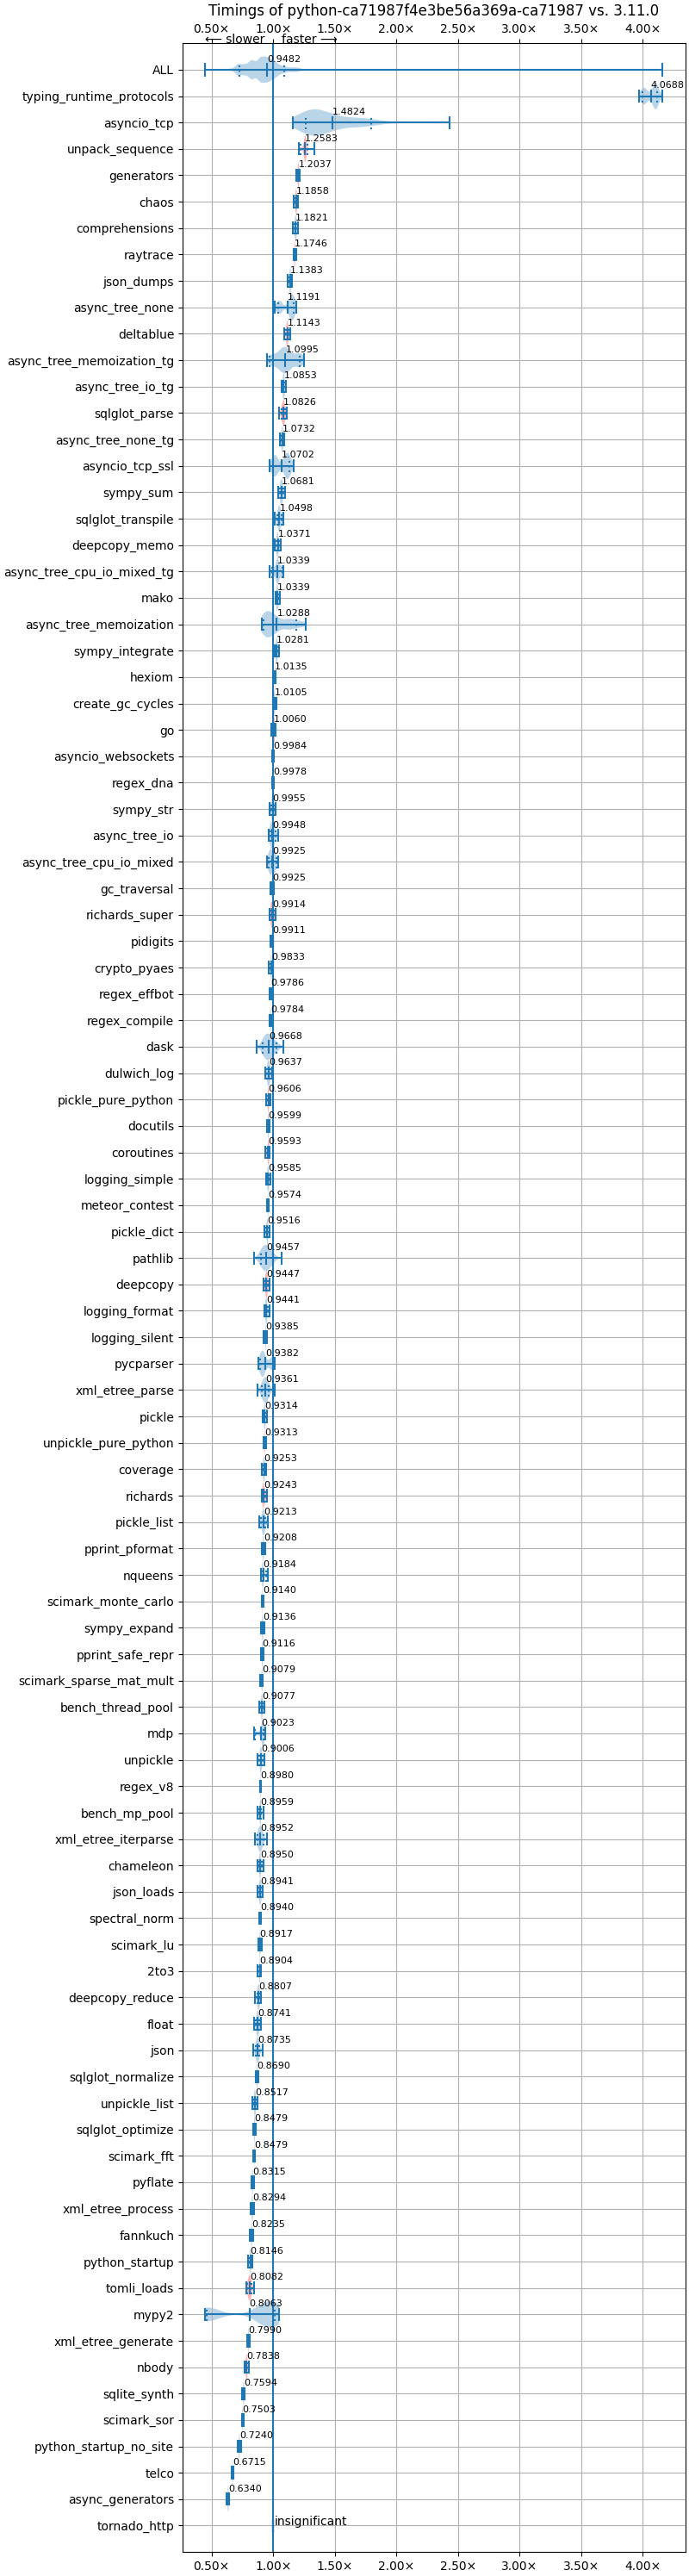 Timings of python-ca71987f4e3be56a369a-ca71987 vs. 3.11.0
0.50× 1.00× 1.50× 2.00× 2.50× 3.00× 3.50× 4.00×
⟵ slower faster ⟶
ALL 0.9482
typing_runtime_protocols 4.0688
asyncio_tcp 1.4824
unpack_sequence 1.2583
generators 1.2037
chaos 1.1858
comprehensions 1.1821
raytrace 1.1746
json_dumps 1.1383
async_tree_none 1.1191
deltablue 1.1143
async_tree_memoization_tg 1.0995
async_tree_io_tg 1.0853
sqlglot_parse 1.0826
async_tree_none_tg 1.0732
asyncio_tcp_ssl 1.0702
sympy_sum 1.0681
sqlglot_transpile 1.0498
deepcopy_memo 1.0371
async_tree_cpu_io_mixed_tg 1.0339
mako 1.0339
async_tree_memoization 1.0288
sympy_integrate 1.0281
hexiom 1.0135
create_gc_cycles 1.0105
go 1.0060
asyncio_websockets 0.9984
regex_dna 0.9978
sympy_str 0.9955
async_tree_io 0.9948
async_tree_cpu_io_mixed 0.9925
gc_traversal 0.9925
richards_super 0.9914
pidigits 0.9911
crypto_pyaes 0.9833
regex_effbot 0.9786
regex_compile 0.9784
dask 0.9668
dulwich_log 0.9637
pickle_pure_python 0.9606
docutils 0.9599
coroutines 0.9593
logging_simple 0.9585
meteor_contest 0.9574
pickle_dict 0.9516
pathlib 0.9457
deepcopy 0.9447
logging_format 0.9441
logging_silent 0.9385
pycparser 0.9382
xml_etree_parse 0.9361
pickle 0.9314
unpickle_pure_python 0.9313
coverage 0.9253
richards 0.9243
pickle_list 0.9213
pprint_pformat 0.9208
nqueens 0.9184
scimark_monte_carlo 0.9140
sympy_expand 0.9136
pprint_safe_repr 0.9116
scimark_sparse_mat_mult 0.9079
bench_thread_pool 0.9077
mdp 0.9023
unpickle 0.9006
regex_v8 0.8980
bench_mp_pool 0.8959
xml_etree_iterparse 0.8952
chameleon 0.8950
json_loads 0.8941
spectral_norm 0.8940
scimark_lu 0.8917
2to3 0.8904
deepcopy_reduce 0.8807
float 0.8741
json 0.8735
sqlglot_normalize 0.8690
unpickle_list 0.8517
sqlglot_optimize 0.8479
scimark_fft 0.8479
pyflate 0.8315
xml_etree_process 0.8294
fannkuch 0.8235
python_startup 0.8146
tomli_loads 0.8082
mypy2 0.8063
xml_etree_generate 0.7990
nbody 0.7838
sqlite_synth 0.7594
scimark_sor 0.7503
python_startup_no_site 0.7240
telco 0.6715
async_generators 0.6340
tornado_http insignificant
0.50× 1.00× 1.50× 2.00× 2.50× 3.00× 3.50× 4.00×